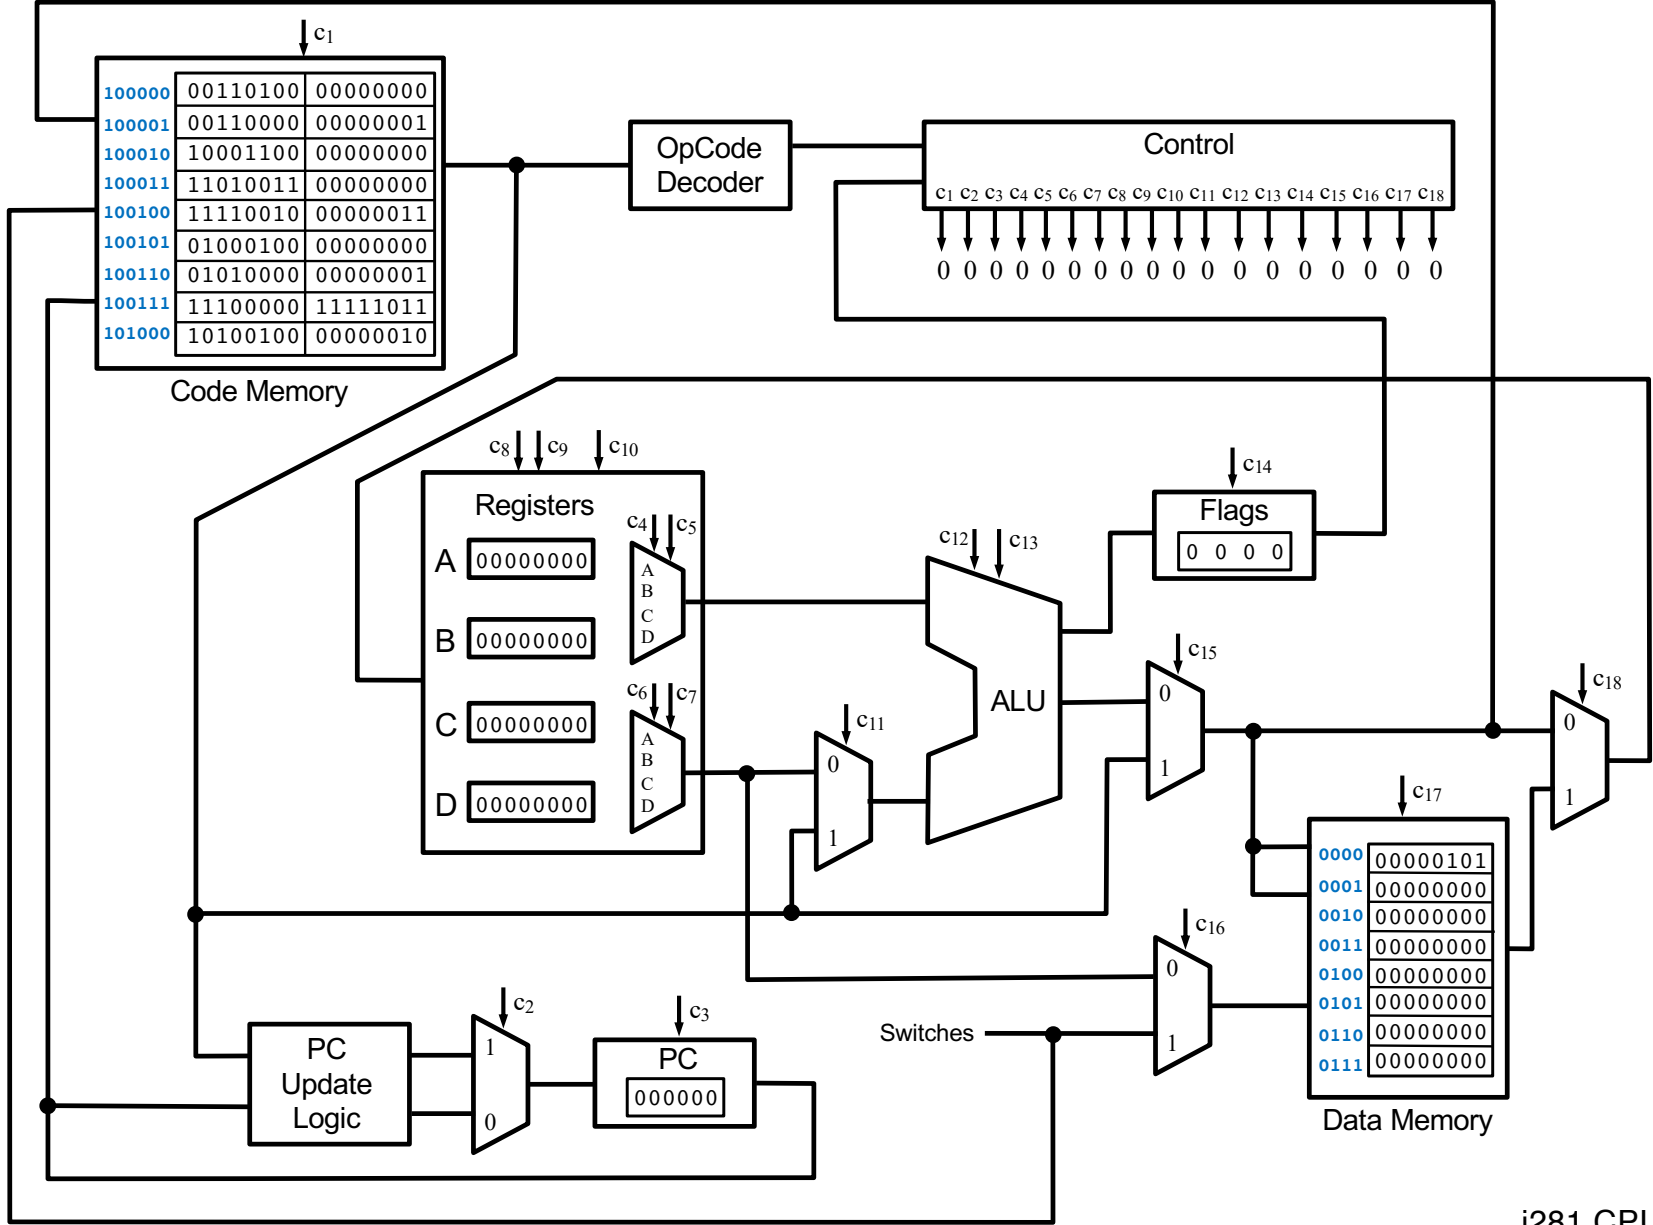 c1
100000 00110100 00000000
100001 00110000 00000001
100010 10001100 00000000
100011 11010011 00000000
100100 11110010 00000011
100101 01000100 00000000
100110 01010000 00000001
100111 11100000 11111011
101000 10100100 00000010
Code Memory
OpCode
Decoder
Control
c1 c2 c3 c4 c5 c6 c7 c8 c9 c10 c11 c12 c13 c14 c15 c16 c17 c18
0 0 0 0 0 0 0 0 0 0 0 0 0 0 0 0 0 0
c8 c9 c10
Registers
c4 c5
A 00000000
A
B
C
D
B 00000000
c6 c7
C 00000000
A
B
C
D
D 00000000
c11
0
1
c12 c13
ALU
c14
Flags
0 0 0 0
c15
0
1
c18
0
1
c17
0000 00000101
0001 00000000
0010 00000000
0011 00000000
0100 00000000
0101 00000000
0110 00000000
0111 00000000
Data Memory
c16
0
1
Switches
PC
Update
Logic
c2
1
0
c3
PC
000000